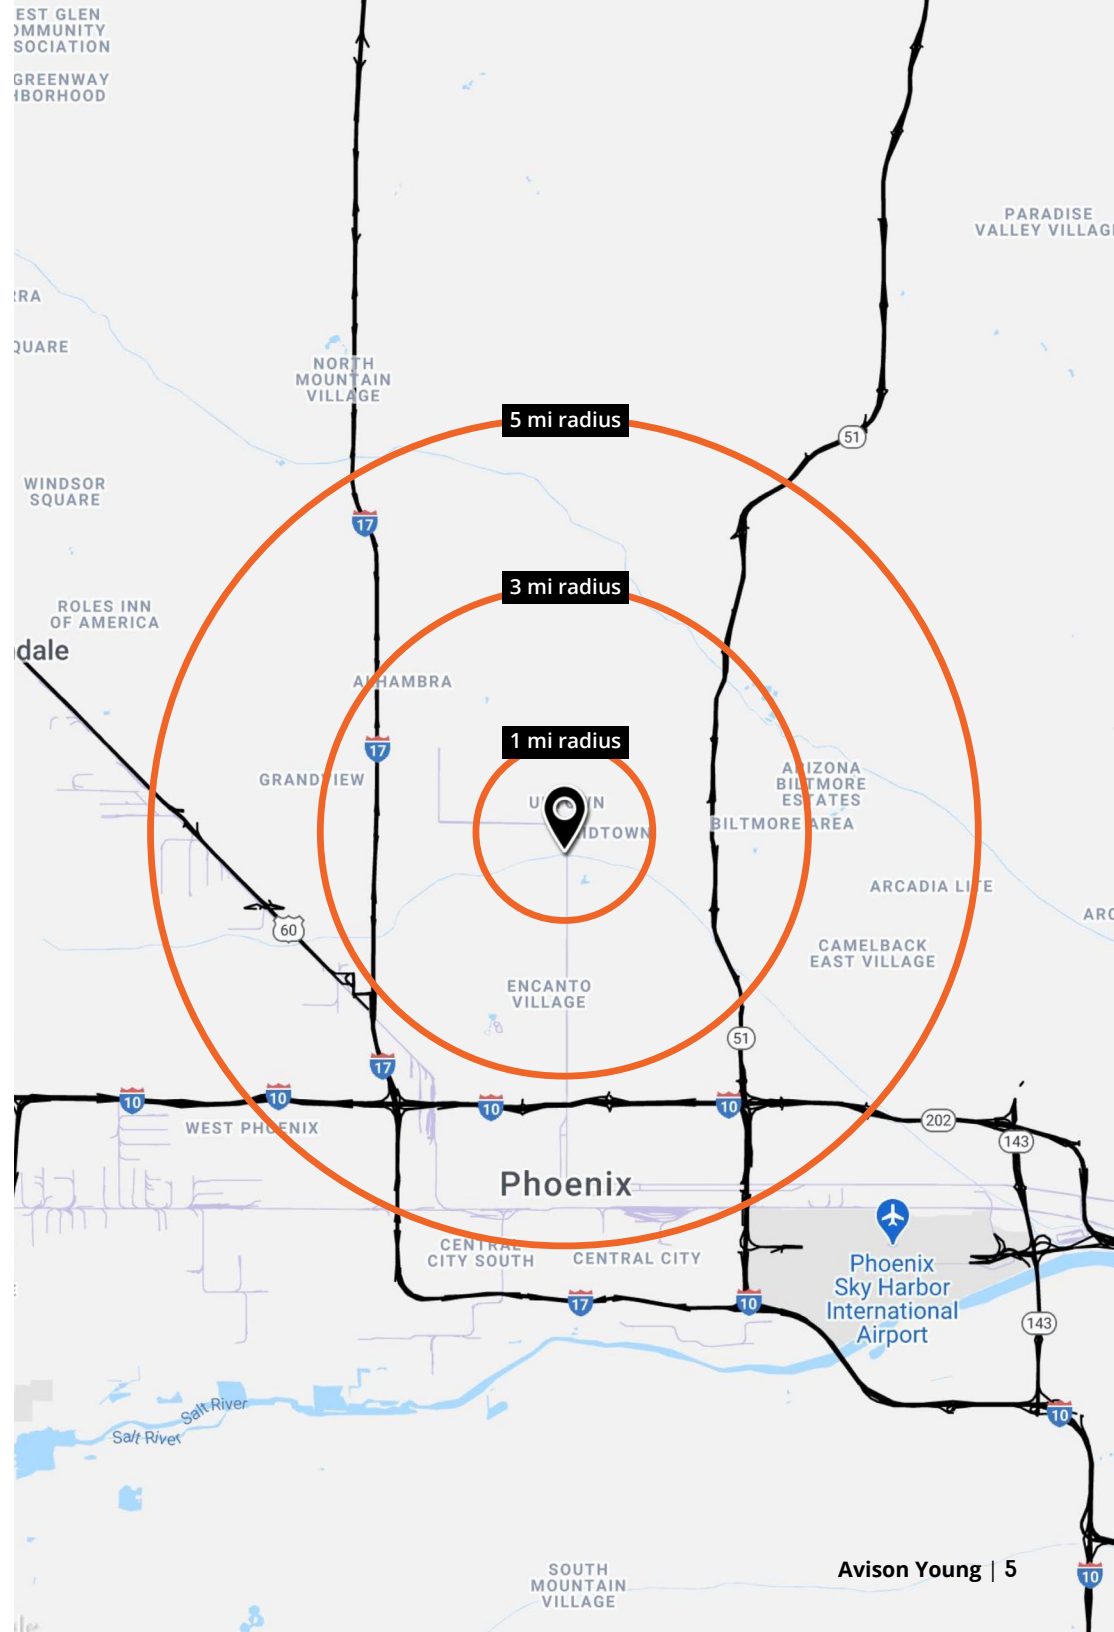 EST GLEN
OMMUNITY
SOCIATION
GREENWAY
HBORHOOD
PARADISE
VALLEY VILLAG
RRA
QUARE
NORTH
MOUNTAIN
VILLAGE
5 mi radius
51
WINDSOR
SQUARE
17
3 mi radius
ROLES INN
OF AMERICA
dale
ALHAMBRA
1 mi radius
17
GRANDVIEW
ARIZONA
BILTMORE
ESTATES
BILTMORE AREA
IDTOWN
ARCADIA LITE
ARC
60
CAMELBACK
EAST VILLAGE
ENCANTO
VILLAGE
51
17
10
10
10
10
202
143
WEST PHOENIX
Phoenix
CENTRAL
CITY SOUTH
CENTRAL CITY
Phoenix
Sky Harbor
International
Airport
17
10
143
Salt River
Salt River
10
Avison Young | 5
10
SOUTH
MOUNTAIN
VILLAGE